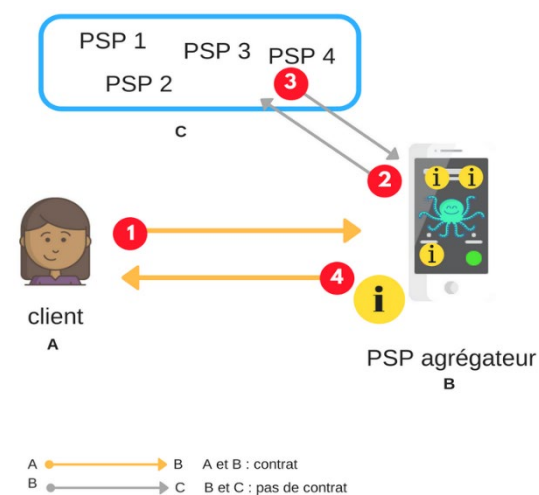 PSP 1
PSP 3
PSP 4
PSP 2
3
C
2
i i
i
1
4
i
client
A
PSP agrégateur
B
A B A et B : contrat
B C B et C : pas de contrat